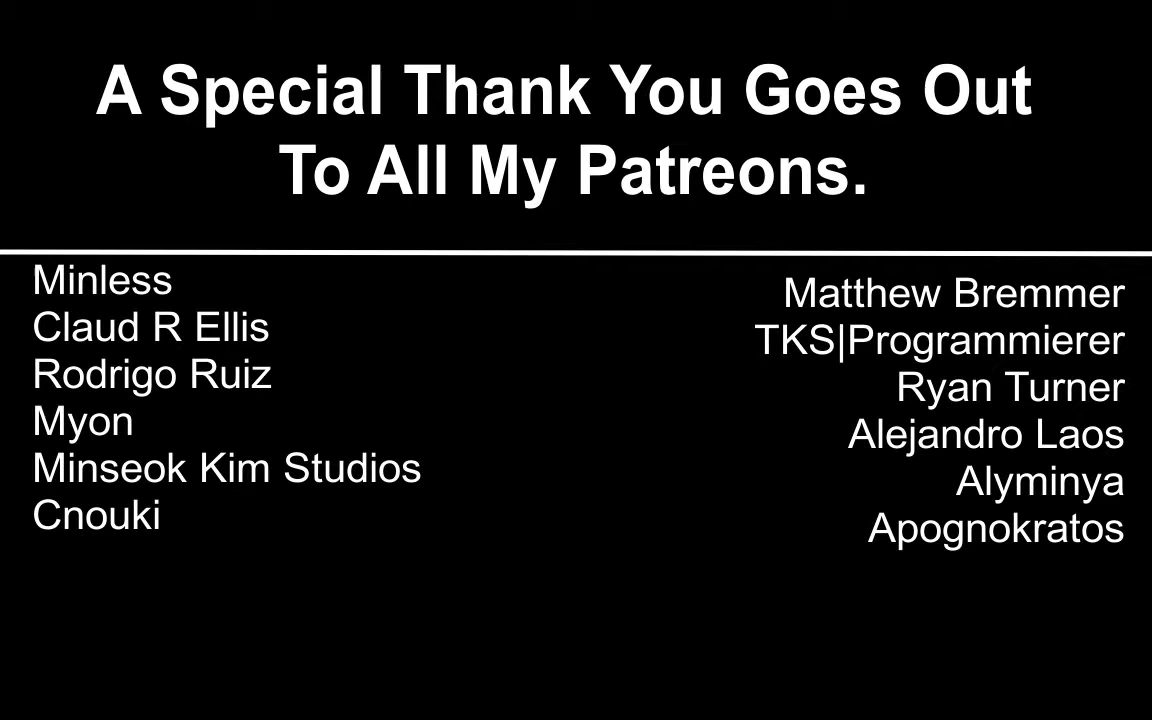 A Special Thank You Goes Out
To All My Patreons.
Minless
Claud R Ellis
Rodrigo Ruiz
Myon
Minseok Kim Studios
Cnouki
Matthew Bremmer
TKS|Programmierer
Ryan Turner
Alejandro Laos
Alyminya
Apognokratos